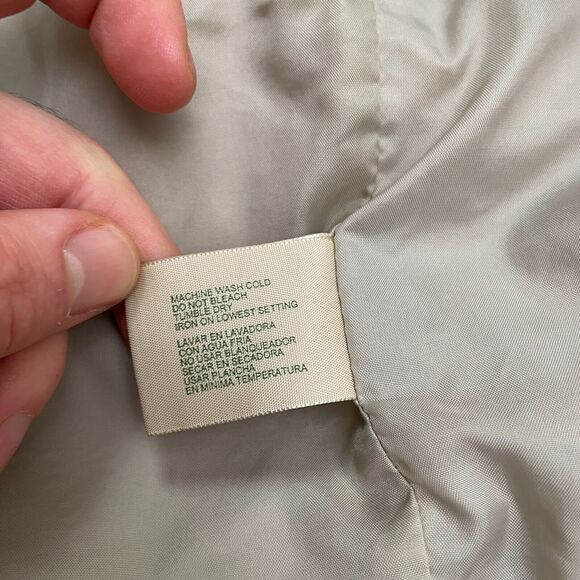 MACHINE WASH COLD
DO NOT BLEACH
TUMBLE DRY
IRON ON LOWEST SETTING
LAVAR EN LAVADORA
CON AGUA FRIA
NO USAR BLANQUEADOR
SECAR EN SECADORA
USAR PLANCHA
EN MINIMA TEMPERATURA